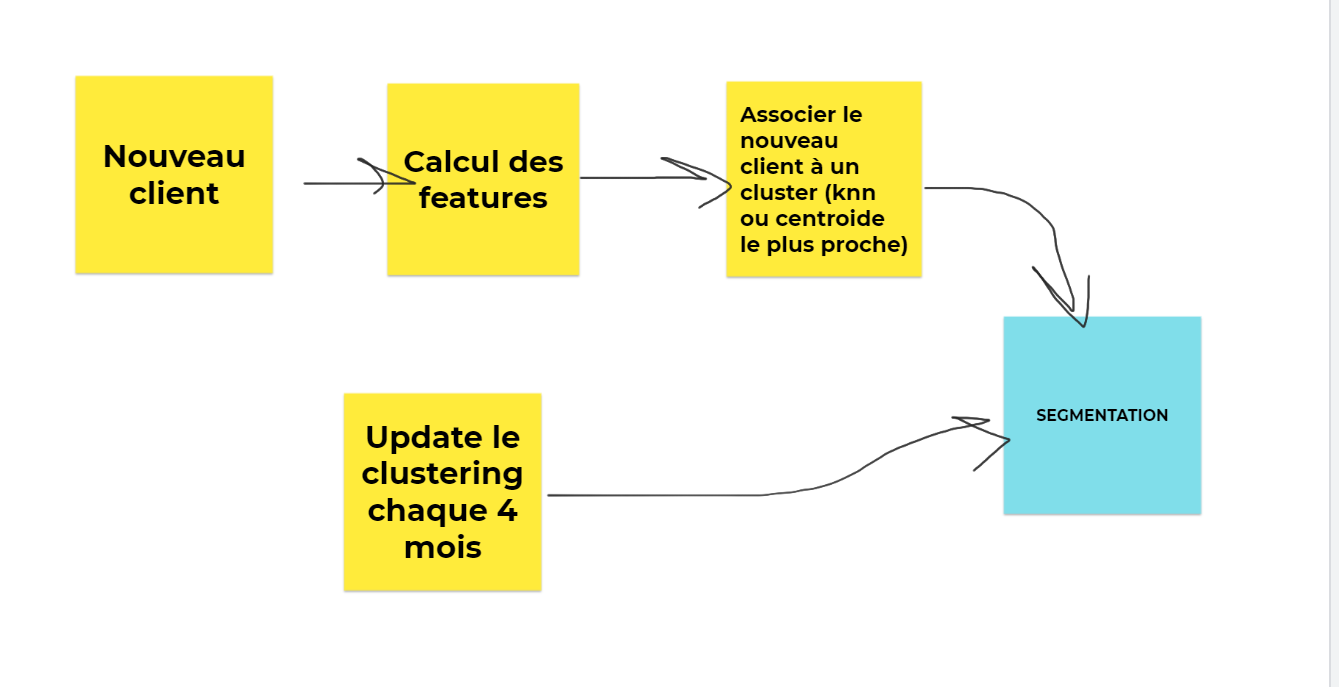 Nouveau
client
Calcul des
features
Associer le
nouveau
client à un
cluster (knn
ou centroide
le plus proche)
Update le
clustering
chaque 4
mois
SEGMENTATION